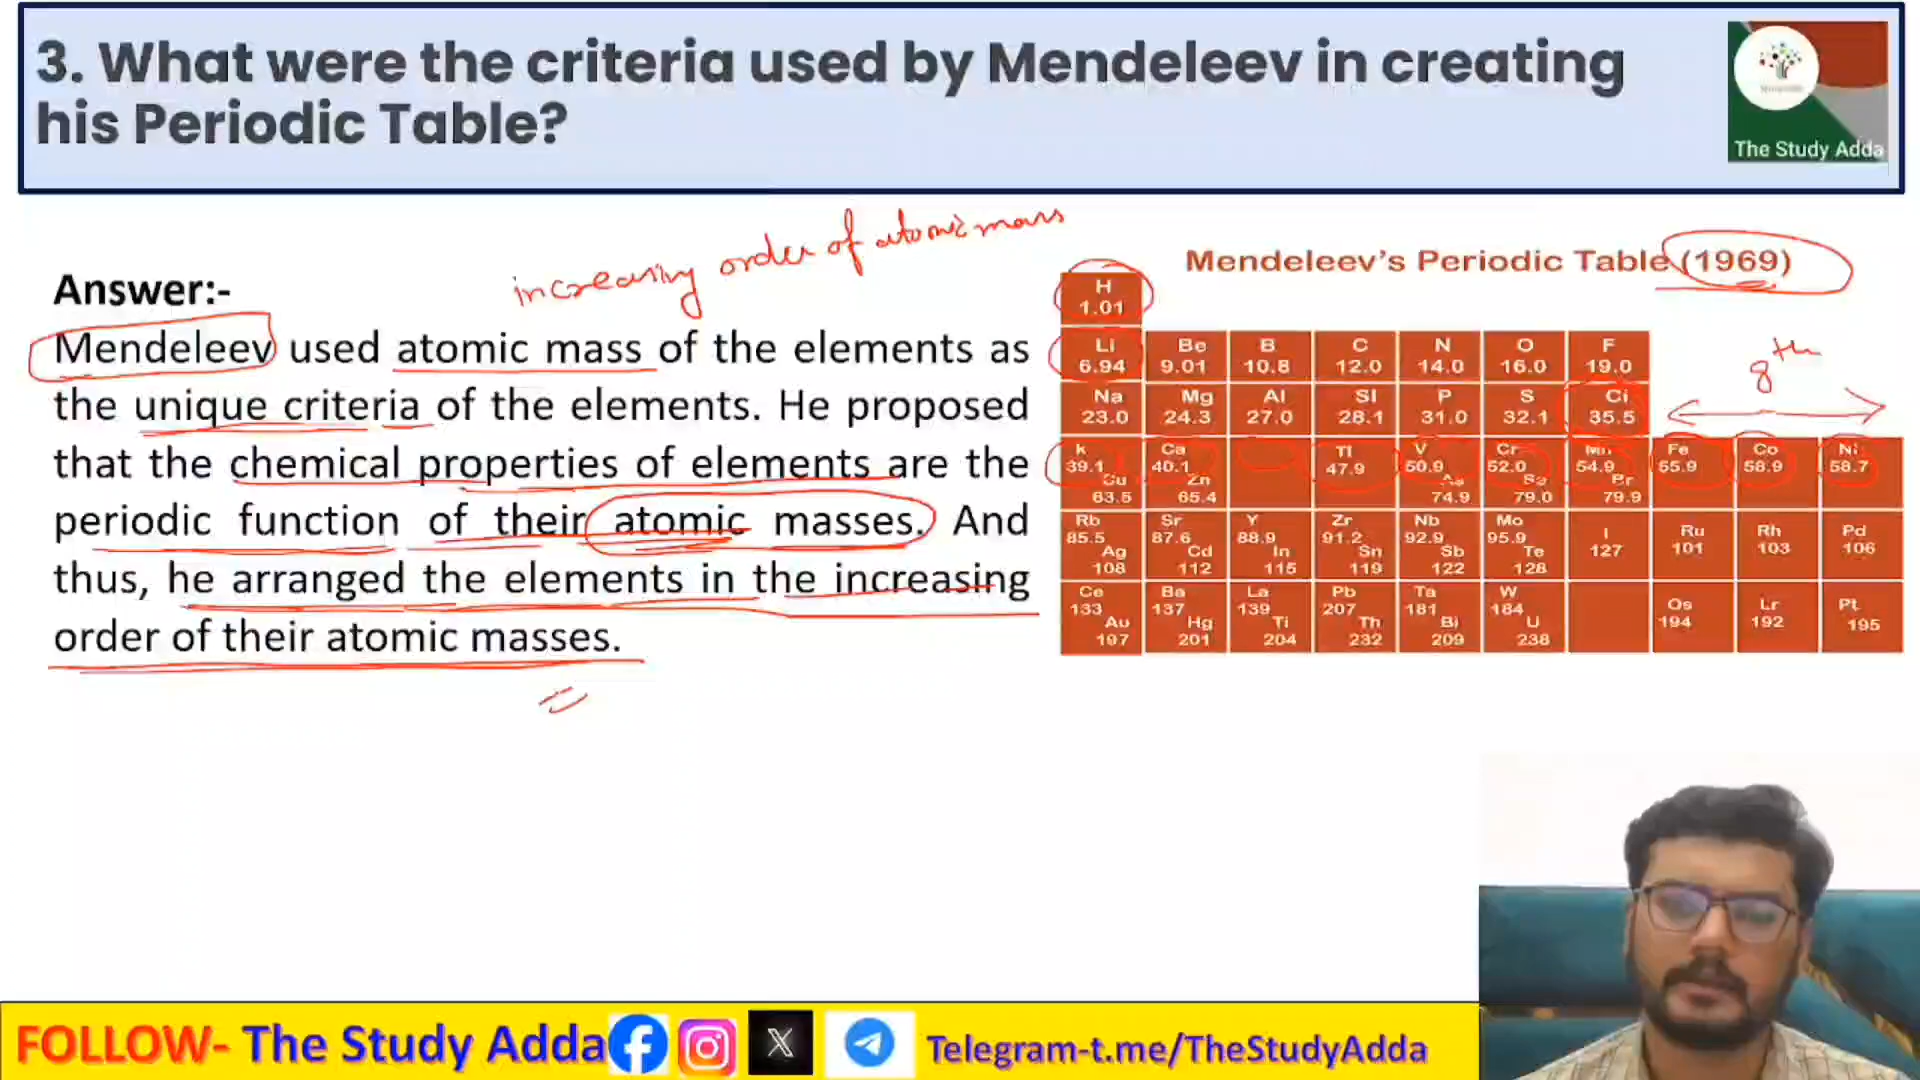 3. What were the criteria used by Mendeleev in creating
his Periodic Table?
The Study Adda
increasing order of atomic mass
Answer:-
Mendeleev used atomic mass of the elements as
the unique criteria of the elements. He proposed
that the chemical properties of elements are the
periodic function of their atomic masses. And
thus, he arranged the elements in the increasing
order of their atomic masses.
Mendeleev's Periodic Table (1969)
8th
H
1.01
Li Be B C N O F
6.94 9.01 10.8 12.0 14.0 16.0 19.0
Na Mg Al Sl P S Ci
23.0 24.3 27.0 28.1 31.0 32.1 35.5
k Ca Tl V Cr Mn Fe Co Ni
39.1 40.1 47.9 50.9 52.0 54.9 55.9 58.9 58.7
Cu Zn As Se Br
63.5 65.4 74.9 79.0 79.9
Rb Sr Y Zr Nb Mo I Ru Rh Pd
85.5 87.6 88.9 91.2 92.9 95.9 127 101 103 106
Ag Cd In Sn Sb Te
108 112 115 119 122 128
Ce Ba La Pb Ta W Os Lr Pt
133 137 139 207 181 184 194 192 195
Au Hg Ti Th Bi U
197 201 204 232 209 238
FOLLOW- The Study Adda
Telegram-t.me/TheStudyAdda